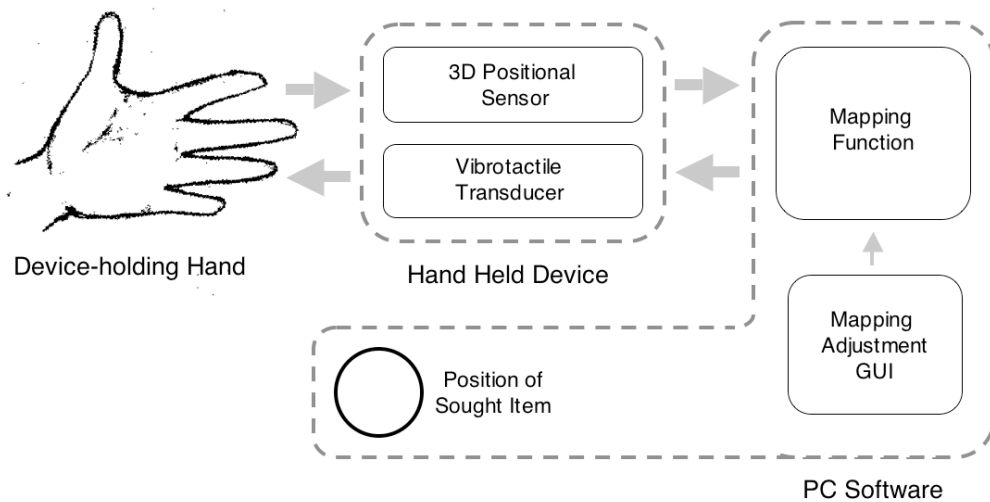 3D Positional
Sensor
Vibrotactile
Transducer
Mapping
Function
Device-holding Hand
Hand Held Device
Mapping
Adjustment
GUI
Position of
Sought Item
PC Software